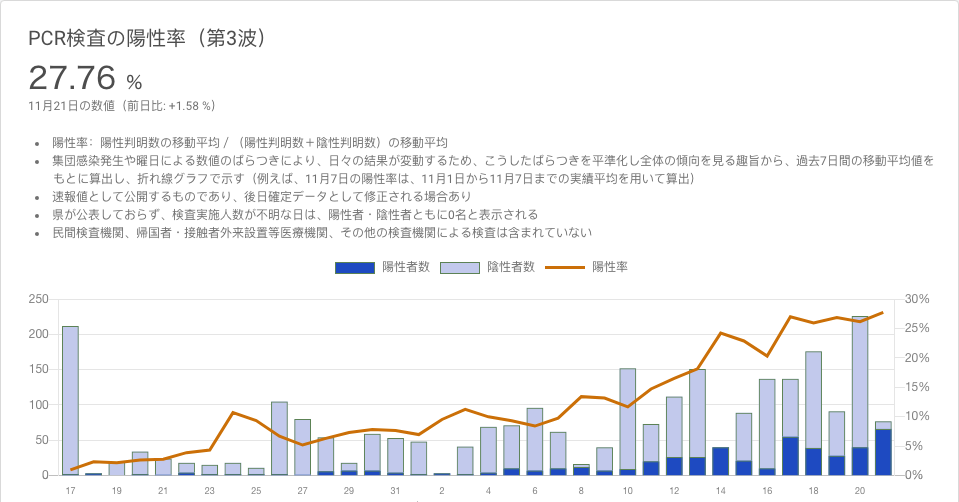 PCR検査の陽性率（第3波）
27.76 %
11月21日の数値（前日比: +1.58 %）
• 陽性率: 陽性判明数の移動平均 / （陽性判明数＋陰性判明数）の移動平均
• 集団感染発生や曜日による数値のばらつきにより、日々の結果が変動するため、こうしたばらつきを平準化し全体の傾向を見る趣旨から、過去7日間の移動平均値を
もとに算出し、折れ線グラフで示す（例えば、11月7日の陽性率は、11月1日から11月7日までの実績平均を用いて算出）
• 速報値として公開するものであり、後日確定データとして修正される場合あり
• 県が公表しておらず、検査実施人数が不明な日は、陽性者・陰性者ともに0名と表示される
• 民間検査機関、帰国者・接触者外来設置等医療機関、その他の検査機関による検査は含まれていない
陽性者数 陰性者数 陽性率
250 30%
25%
200
20%
150
15%
100
10%
50
5%
0 0%
17 19 21 23 25 27 29 31 2 4 6 8 10 12 14 16 18 20